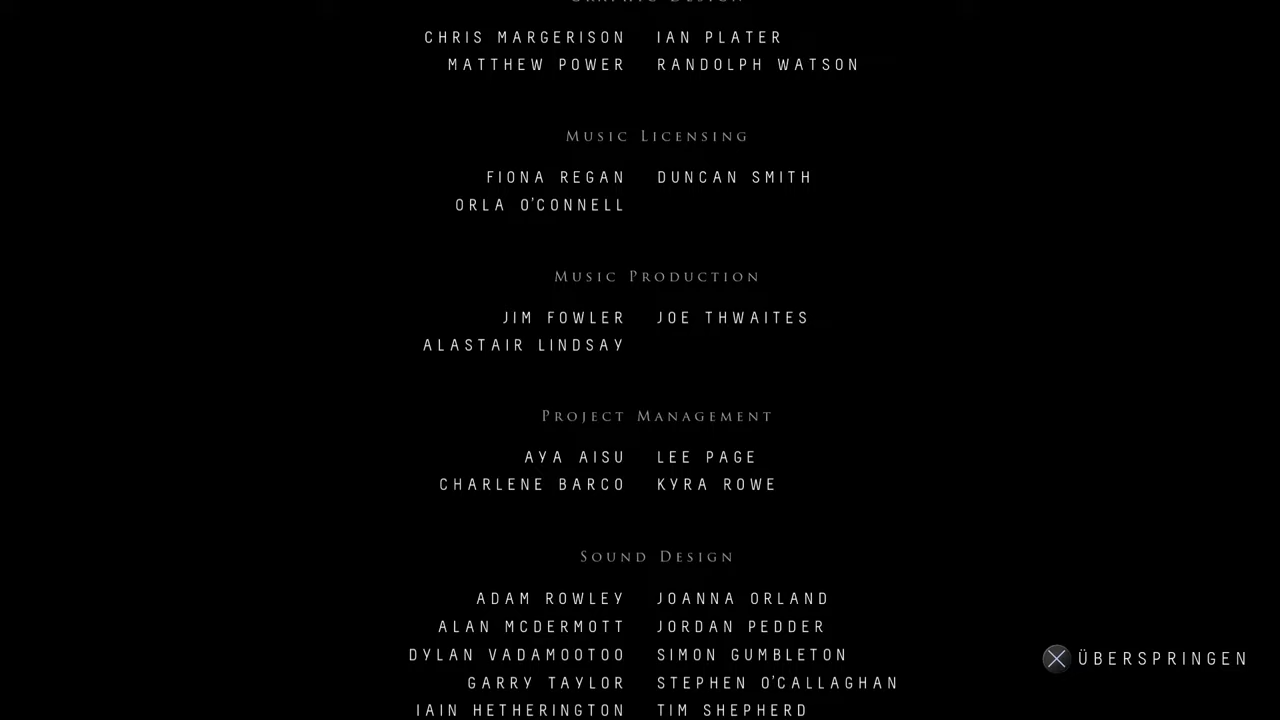 GRAPHIC DESIGN
CHRIS MARGERISON IAN PLATER
MATTHEW POWER RANDOLPH WATSON
MUSIC LICENSING
FIONA REGAN DUNCAN SMITH
ORLA O'CONNELL
MUSIC PRODUCTION
JIM FOWLER JOE THWAITES
ALASTAIR LINDSAY
PROJECT MANAGEMENT
AYA AISU LEE PAGE
CHARLENE BARCO KYRA ROWE
SOUND DESIGN
ADAM ROWLEY JOANNA ORLAND
ALAN MCDERMOTT JORDAN PEDDER
DYLAN VADAMOOTOO SIMON GUMBLETON
GARRY TAYLOR STEPHEN O'CALLAGHAN
IAIN HETHERINGTON TIM SHEPHERD
ÜBERSPRINGEN